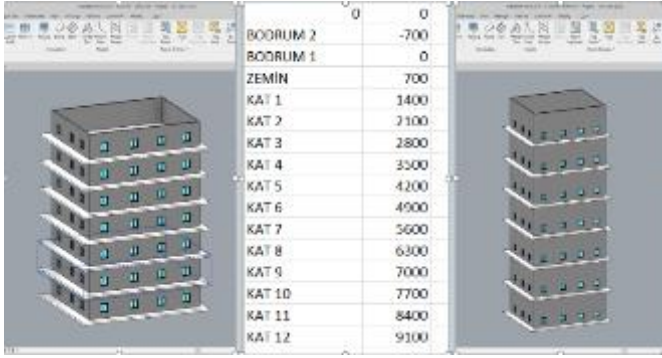 0 0
BODRUM 2 -700
BODRUM 1 0
ZEMİN 700
KAT 1 1400
KAT 2 2100
KAT 3 2800
KAT 4 3500
KAT 5 4200
KAT 6 4900
KAT 7 5600
KAT 8 6300
KAT 9 7000
KAT 10 7700
KAT 11 8400
KAT 12 9100